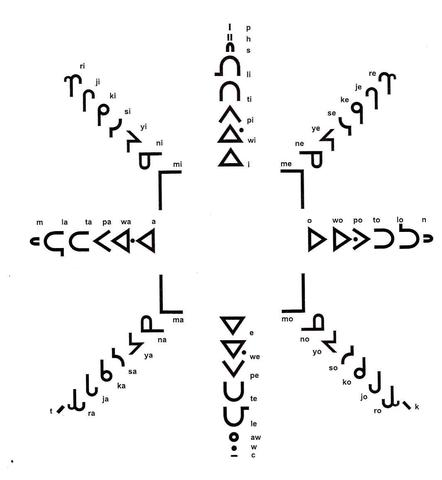 ᑊ p
ᐦ h
ᐢ s
li
ᑎ ti
ᐱ pi
ᐏ wi
ᐃ i
ri
ᒋ ji
ᑭ ki
ᓯ si
ᔨ yi
ᓂ ni
ᒥ mi
re
ᒉ je
ᑫ ke
ᓭ se
ᔦ ye
ᓀ ne
ᒣ me
m la ta pa wa a
ᒼ ᑕ ᐸ ᐘ ᐊ
o wo po to lo n
ᐅ ᐒ ᐳ ᑐ ᐣ
ᒪ ma
ᓇ na
ᔭ ya
ᓴ sa
ᑲ ka
ᒐ ja
ra
ᐟ t
ᒧ mo
ᓄ no
ᔪ yo
ᓱ so
ᑯ ko
ᒍ jo
ro
ᐠ k
ᐁ e
ᐍ we
ᐯ pe
ᑌ te
le
ᐤ aw
ᐧ w
ᐨ c